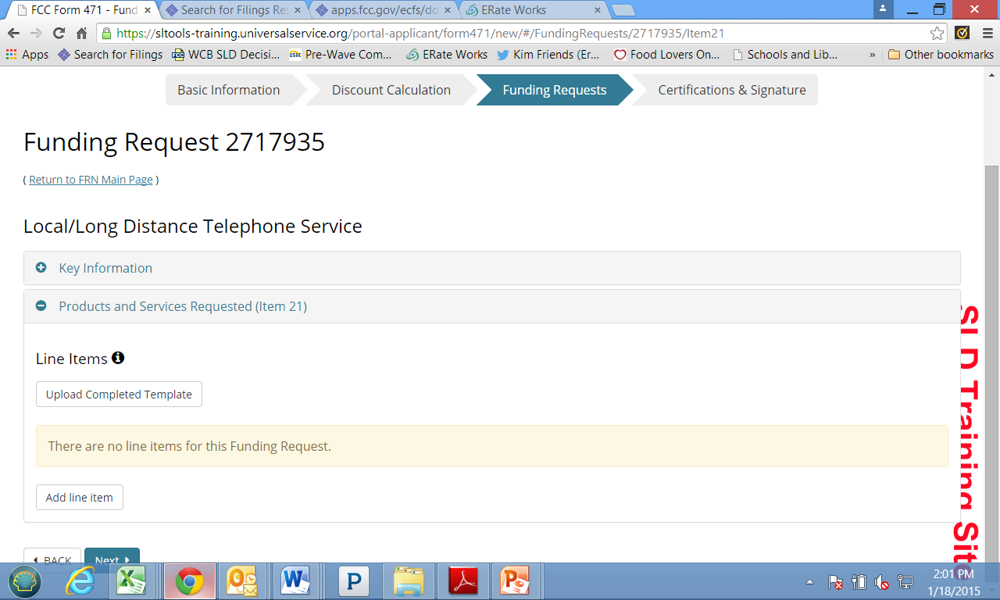 FCC Form 471 - Fund
Search for Filings Res
apps.fcc.gov/ecfs/do
ERate Works
https://sltools-training.universalservice.org/portal-applicant/form471/new/#/FundingRequests/2717935/Item21
Apps
Search for Filings
WCB SLD Decisi...
USAC
Pre-Wave Com...
ERate Works
Kim Friends (Er...
Food Lovers On...
Schools and Lib...
»
Other bookmarks
Basic Information
Discount Calculation
Funding Requests
Certifications & Signature
Funding Request 2717935
( Return to FRN Main Page )
Local/Long Distance Telephone Service
Key Information
Products and Services Requested (Item 21)
Line Items
Upload Completed Template
There are no line items for this Funding Request.
Add line item
BACK
Next
SLD Training Site
2:01 PM
1/18/2015